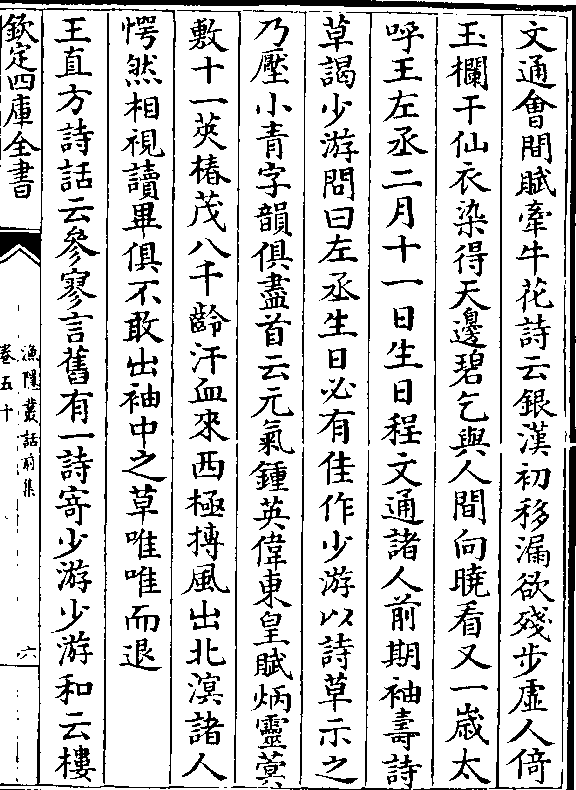 文通會間賦牽牛花詩云銀漢初移漏欲殘步虛人倚
玉欄干仙衣染得天邊碧乞與人間向曉看又一歳太
呼王左丞二月十一日生日程文通諸人前期袖壽詩
草謁少游問曰左丞生日必有佳作少游以詩草示之
乃壓小青字韻俱盡首云元氣鍾英偉東皇賦炳靈蓂
敷十一莢椿茂八千齡汗血來西極摶風出北溟諸人
愕然相視讀畢俱不敢出袖中之草唯唯而退
王直方詩話云參寥言舊有一詩寄少游少游和云樓
欽定四庫全書
漁隱叢話前集
卷五十
六